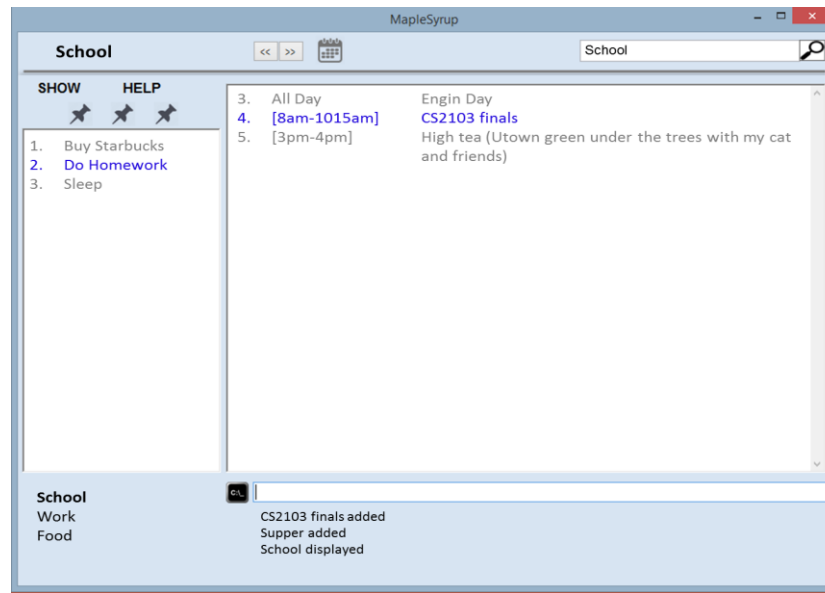 MapleSyrup
School
<< >>
School
SHOW HELP
1. Buy Starbucks
2. Do Homework
3. Sleep
3. All Day Engin Day
4. [8am-1015am] CS2103 finals
5. [3pm-4pm] High tea (Utown green under the trees with my cat
and friends)
School
Work
Food
C:\_
CS2103 finals added
Supper added
School displayed